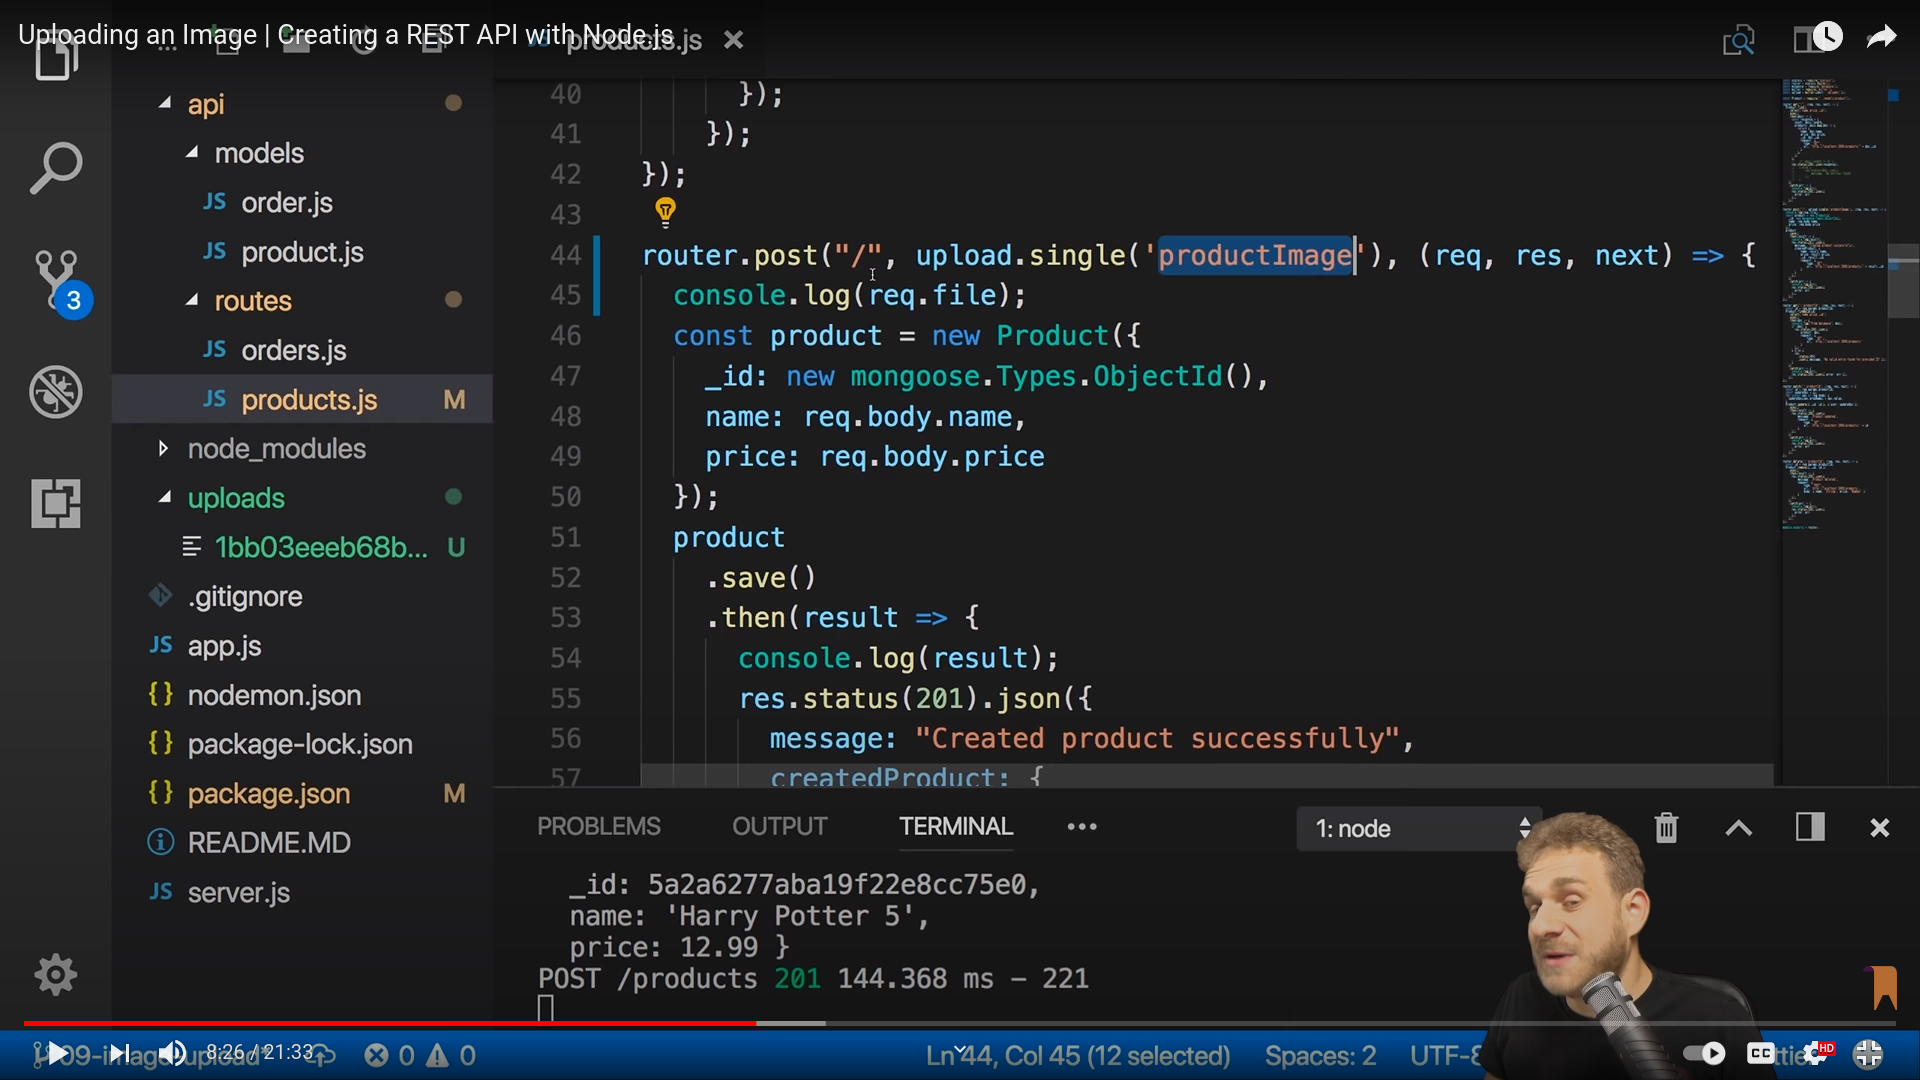 Uploading an Image | Creating a REST API with Node.js
products.js
api
models
JS order.js
JS product.js
routes
JS orders.js
JS products.js M
node_modules
uploads
1bb03eeeb68b... U
.gitignore
JS app.js
{} nodemon.json
{} package-lock.json
{} package.json M
README.MD
JS server.js
3
40 });
41 });
42 });
43
44 router.post("/", upload.single('productImage'), (req, res, next) => {
45 console.log(req.file);
46 const product = new Product({
47 _id: new mongoose.Types.ObjectId(),
48 name: req.body.name,
49 price: req.body.price
50 });
51 product
52 .save()
53 .then(result => {
54 console.log(result);
55 res.status(201).json({
56 message: "Created product successfully",
57 createdProduct: {
PROBLEMS OUTPUT TERMINAL ••• 1: node
_id: 5a2a6277aba19f22e8cc75e0,
name: 'Harry Potter 5',
price: 12.99 }
POST /products 201 144.368 ms - 221
8:26 / 21:33
0 0
Ln 44, Col 45 (12 selected) Spaces: 2
CC HD